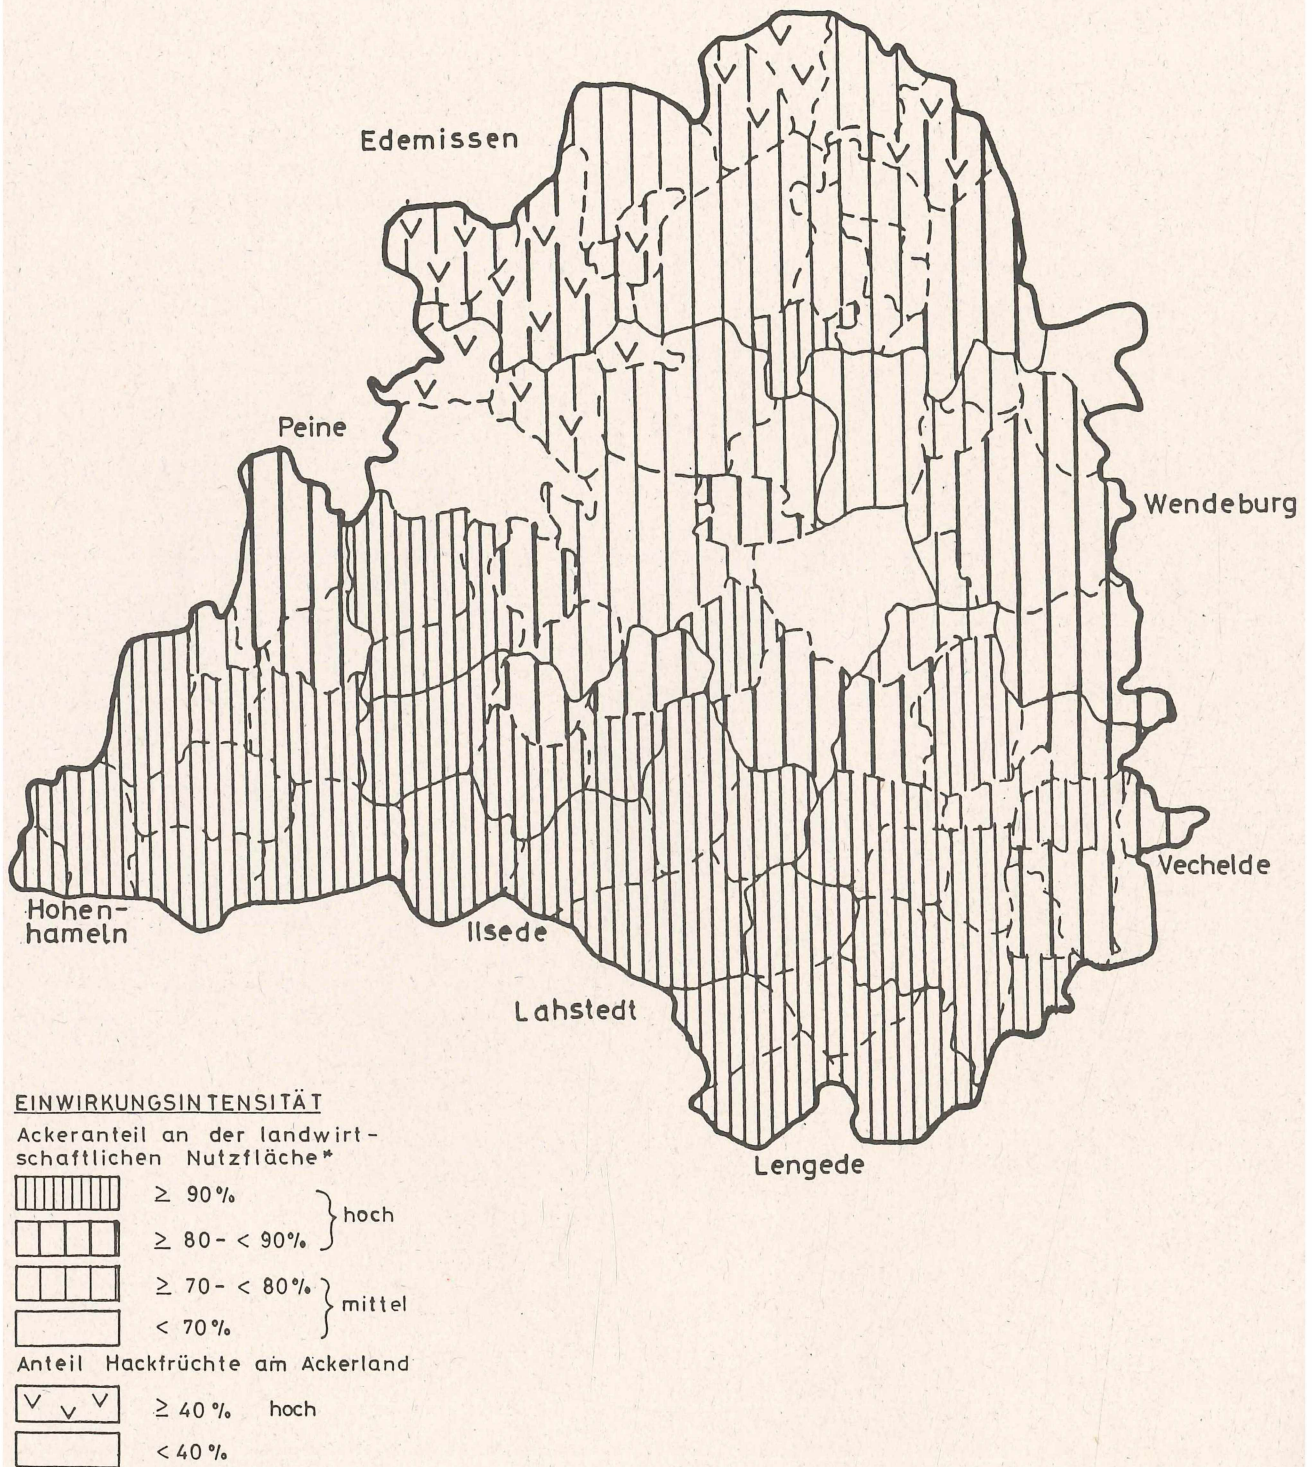 Edemissen
Peine
Wendeburg
Vechelde
Hohen-
hameln
Ilsede
Lahstedt
Lengede
EINWIRKUNGSINTENSITÄT
Ackeranteil an der landwirt-
schaftlichen Nutzfläche*
≥ 90%
hoch
≥ 80- < 90%
≥ 70- < 80%
mittel
< 70%
Anteil Hackfrüchte am Ackerland
≥ 40% hoch
< 40%